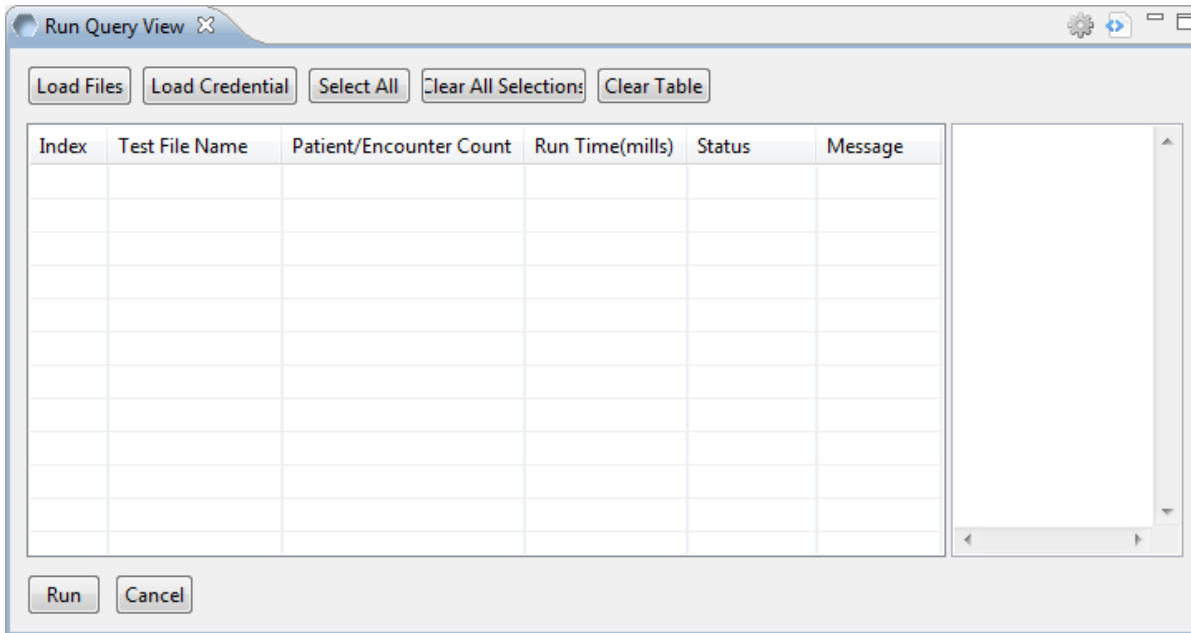 Run Query View
Load Files Load Credential Select All Clear All Selections Clear Table
Index Test File Name Patient/Encounter Count Run Time(mills) Status Message
Run Cancel